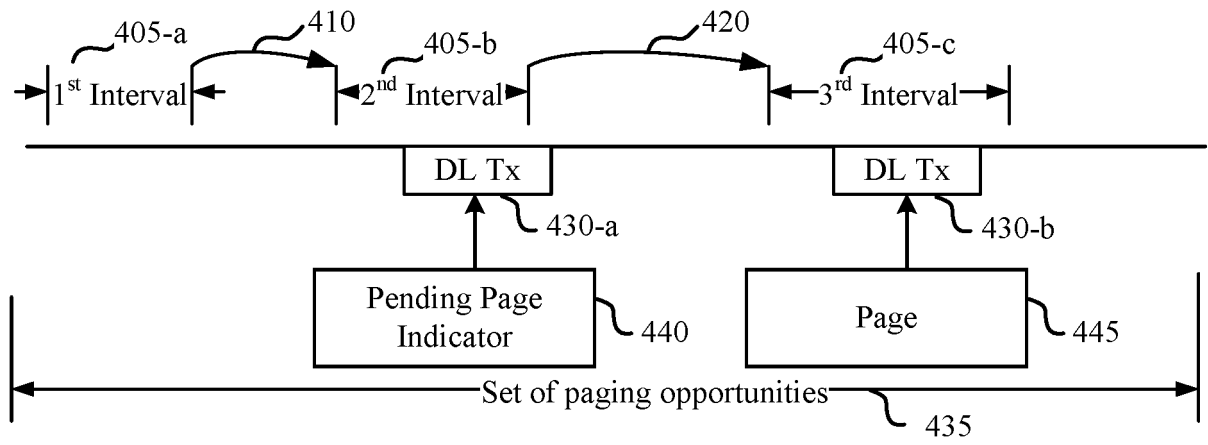 405-a
410
405-b
420
405-c
1st Interval
2nd Interval
3rd Interval
DL Tx
DL Tx
430-a
430-b
Pending Page
Indicator
440
Page
445
Set of paging opportunities
435